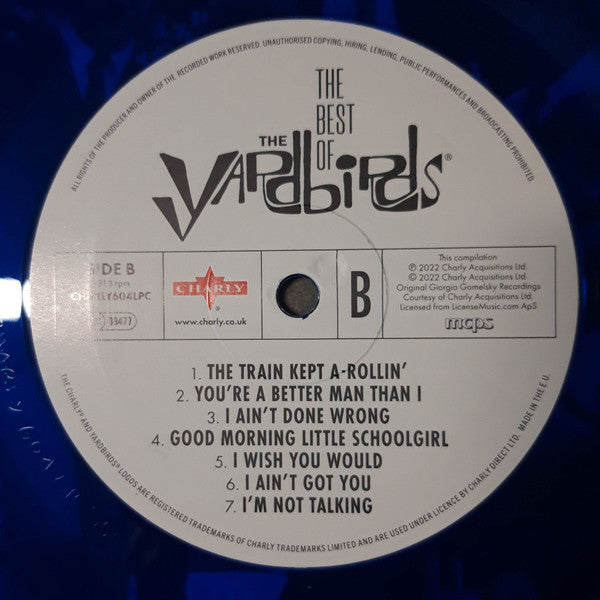 ALL RIGHTS OF THE PRODUCER AND OWNER OF THE RECORDED WORK RESERVED. UNAUTHORISED COPYING, HIRING, LENDING, PUBLIC PERFORMANCES AND BROADCASTING PROHIBITED.
THE
BEST
OF
THE
YARDBIRDS®
SIDE B
rpm
LPC
13477
CHARLY
www.charly.co.uk
B
This compilation
℗ 2022 Charly Acquisitions Ltd.
© 2022 Charly Acquisitions Ltd.
Original Giorgio Gomelsky Recordings
Courtesy of Charly Acquisitions Ltd.
Licensed from LicenseMusic.com ApS
mcps
1. THE TRAIN KEPT A-ROLLIN'
2. YOU'RE A BETTER MAN THAN I
3. I AIN'T DONE WRONG
4. GOOD MORNING LITTLE SCHOOLGIRL
5. I WISH YOU WOULD
6. I AIN'T GOT YOU
7. I'M NOT TALKING
THE CHARLY® AND YARDBIRDS® LOGOS ARE REGISTERED TRADEMARKS OF CHARLY TRADEMARKS LIMITED AND ARE USED UNDER LICENCE BY CHARLY DIRECT LTD. MADE IN THE E.U.